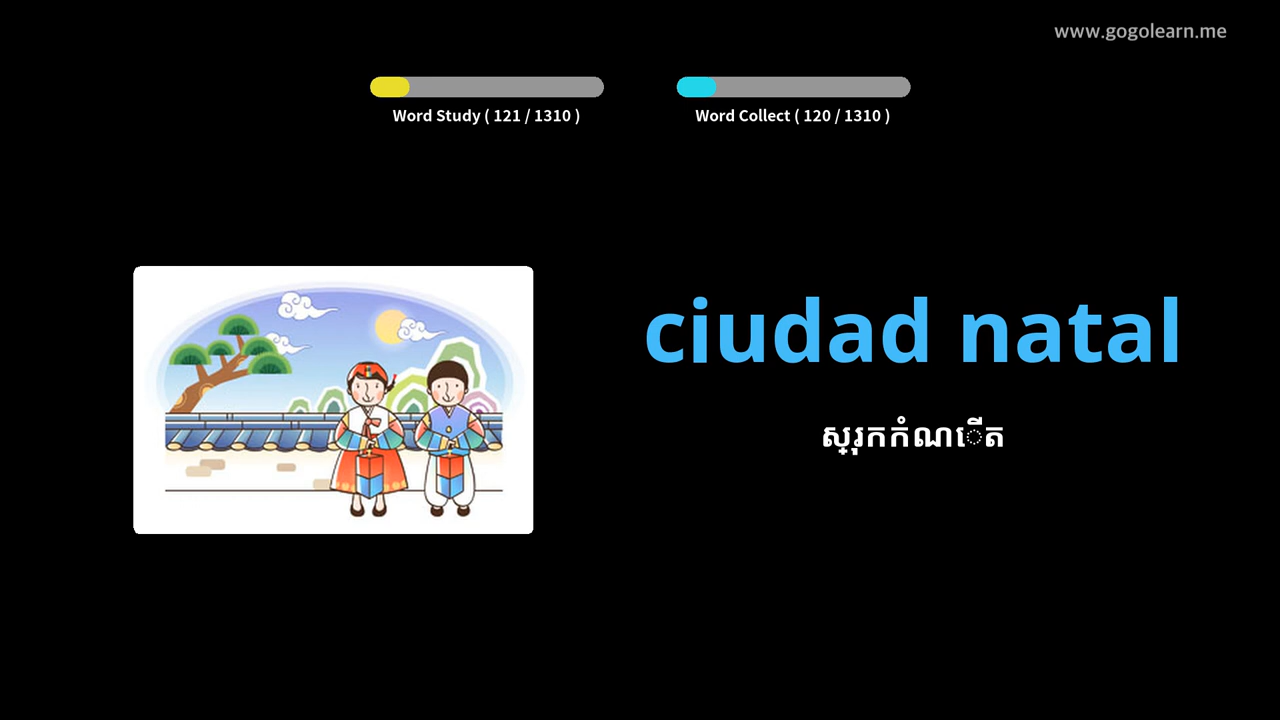 www.gogolearn.me
Word Study ( 121 / 1310 )
Word Collect ( 120 / 1310 )
ciudad natal
ស្រុកកំណើត